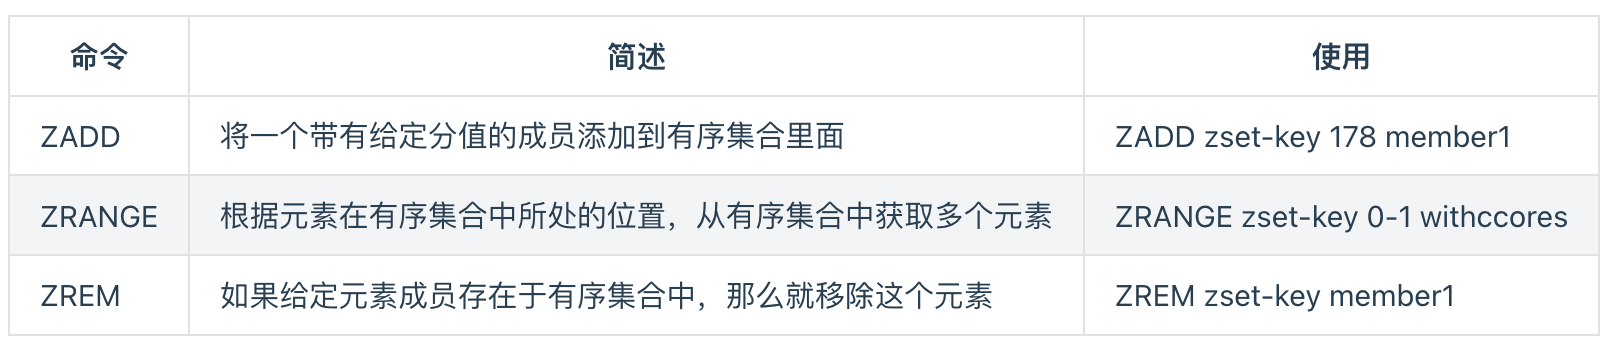 命令 简述 使用
ZADD 将一个带有给定分值的成员添加到有序集合里面 ZADD zset-key 178 member1
ZRANGE 根据元素在有序集合中所处的位置，从有序集合中获取多个元素 ZRANGE zset-key 0-1 withccores
ZREM 如果给定元素成员存在于有序集合中，那么就移除这个元素 ZREM zset-key member1